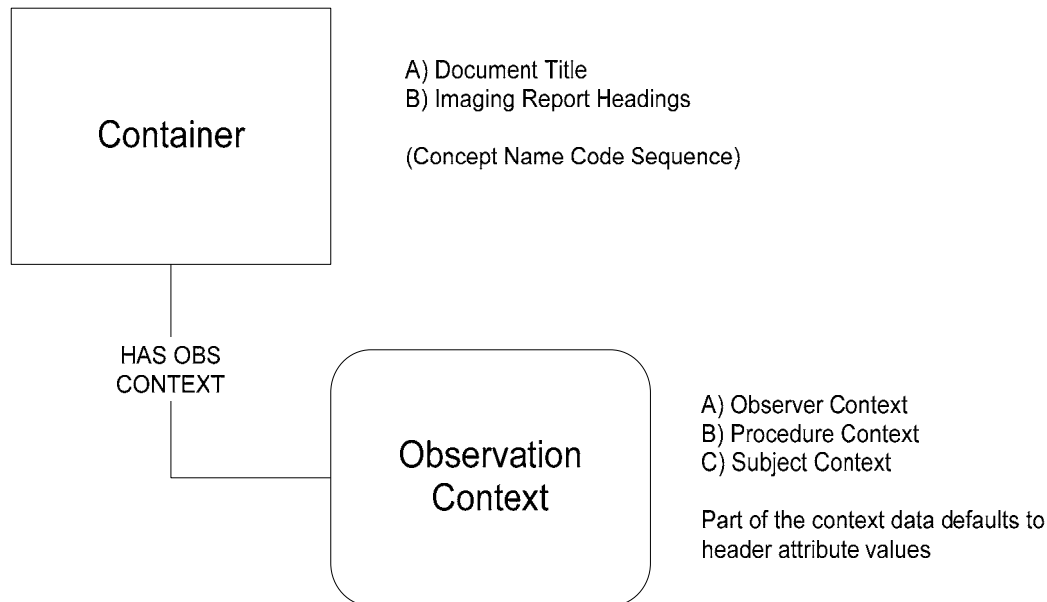 Container
A) Document Title
B) Imaging Report Headings
(Concept Name Code Sequence)
HAS OBS
CONTEXT
Observation
Context
A) Observer Context
B) Procedure Context
C) Subject Context
Part of the context data defaults to
header attribute values